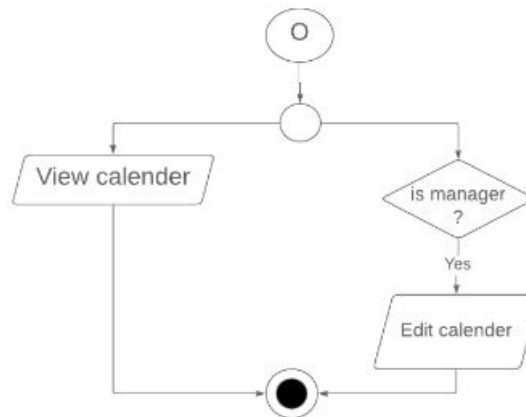 O
View calender
is manager
?
Yes
Edit calender